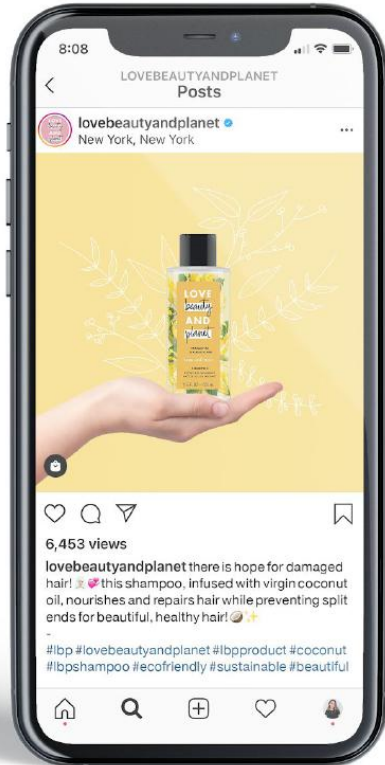 8:08
LOVEBEAUTYANDPLANET
Posts
lovebeautyandplanet
New York, New York
LOVE
beauty
AND
planet
6,453 views
lovebeautyandplanet there is hope for damaged
hair! this shampoo, infused with virgin coconut
oil, nourishes and repairs hair while preventing split
ends for beautiful, healthy hair!
-
#lbp #lovebeautyandplanet #lbpproduct #coconut
#lbpshampoo #ecofriendly #sustainable #beautiful